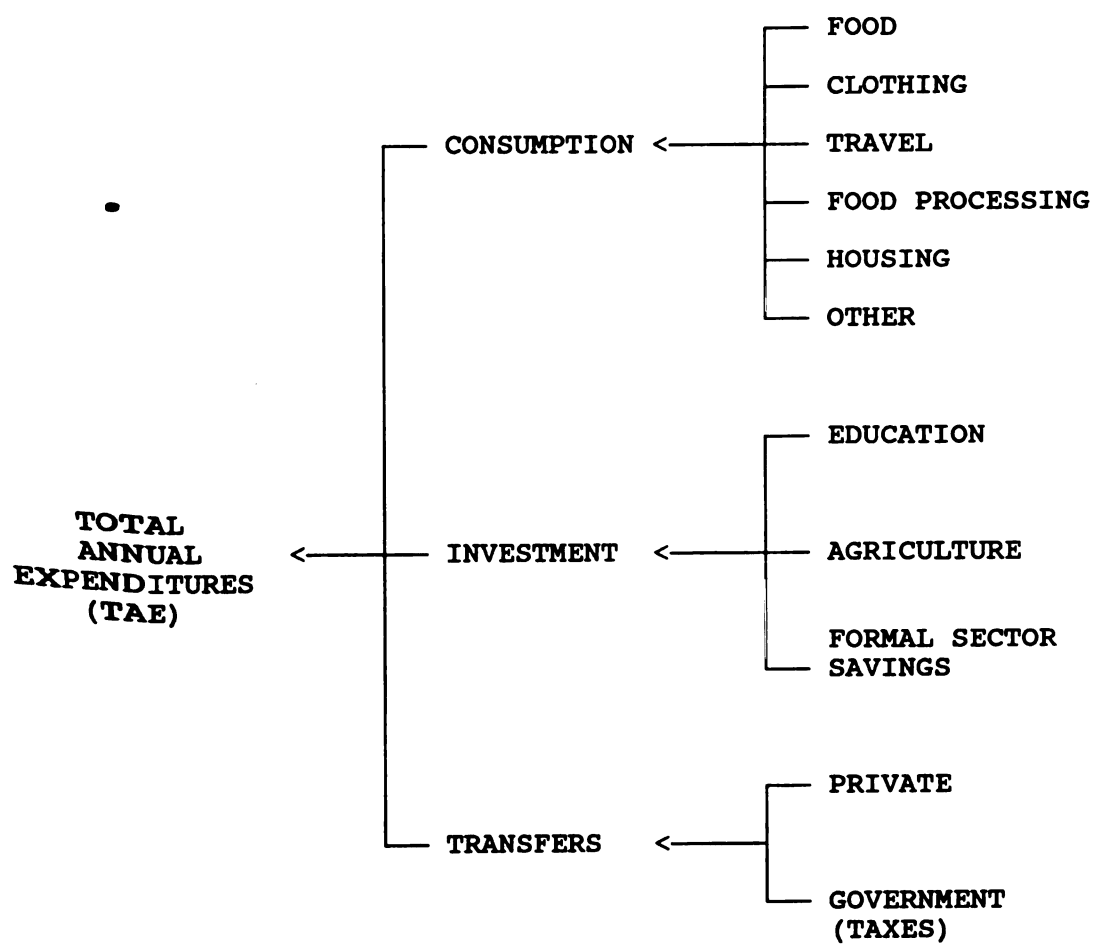 FOOD
CLOTHING
CONSUMPTION <
TRAVEL
FOOD PROCESSING
HOUSING
OTHER
EDUCATION
TOTAL
ANNUAL
EXPENDITURES
(TAE)
<
INVESTMENT <
AGRICULTURE
FORMAL SECTOR
SAVINGS
PRIVATE
TRANSFERS <
GOVERNMENT
(TAXES)